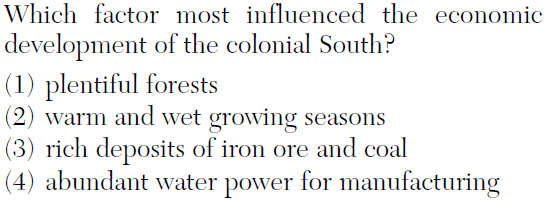 Which factor most influenced the economic
development of the colonial South?
(1) plentiful forests
(2) warm and wet growing seasons
(3) rich deposits of iron ore and coal
(4) abundant water power for manufacturing